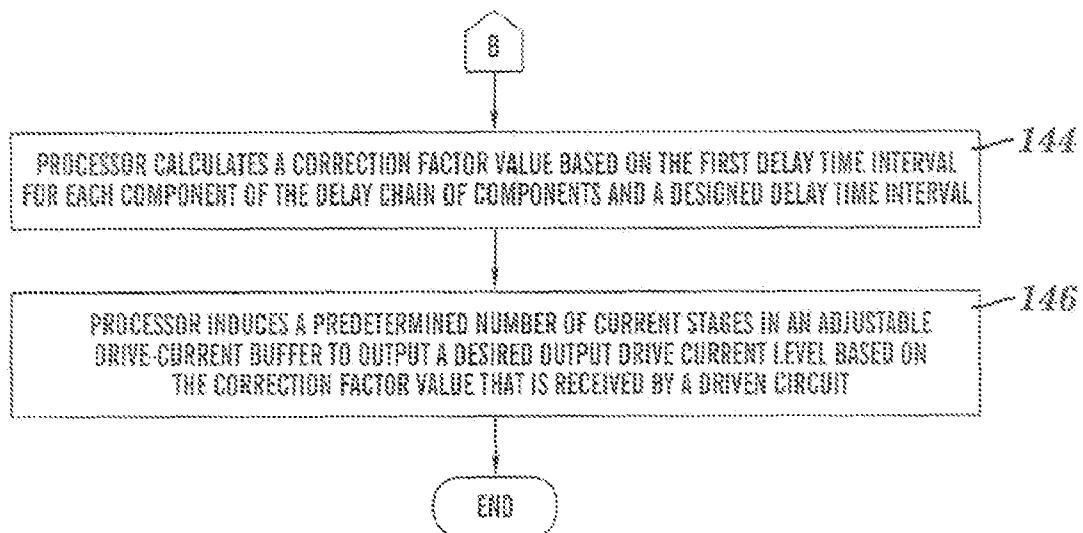 B
PROCESSOR CALCULATES A CORRECTION FACTOR VALUE BASED ON THE FIRST DELAY TIME INTERVAL
FOR EACH COMPONENT OF THE DELAY CHAIN OF COMPONENTS AND A DESIGNED DELAY TIME INTERVAL
144
PROCESSOR INDUCES A PREDETERMINED NUMBER OF CURRENT STAGES IN AN ADJUSTABLE
DRIVE-CURRENT BUFFER TO OUTPUT A DESIRED OUTPUT DRIVE CURRENT LEVEL BASED ON
THE CORRECTION FACTOR VALUE THAT IS RECEIVED BY A DRIVEN CIRCUIT
146
END